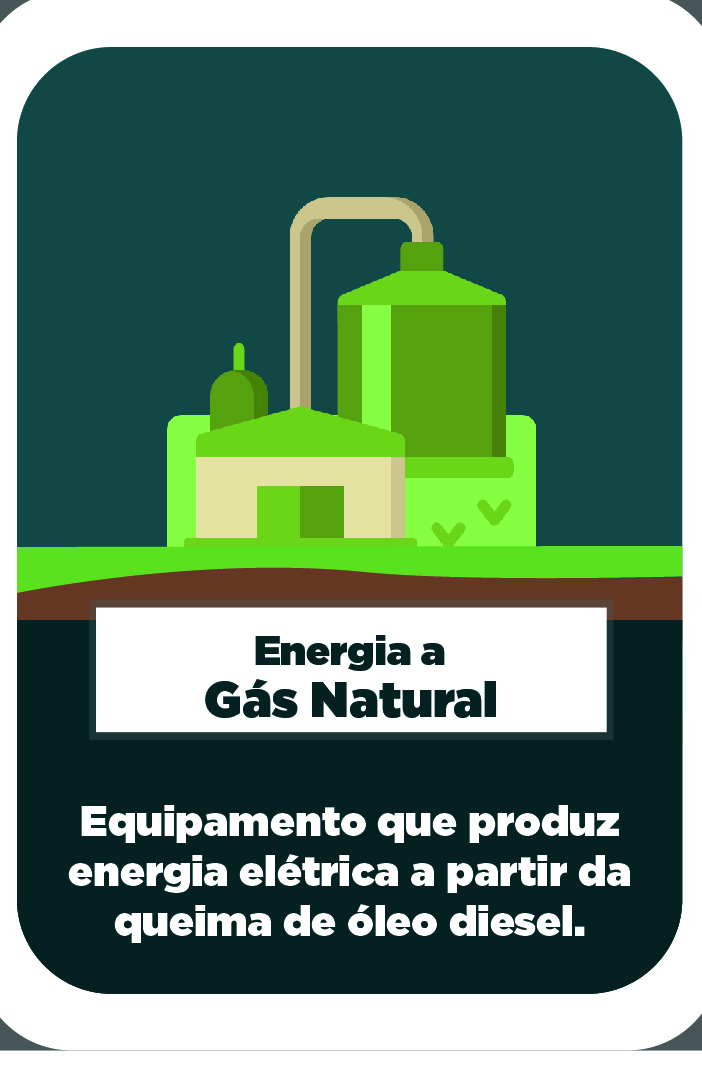 Energia a
Gás Natural
Equipamento que produz
energia elétrica a partir da
queima de óleo diesel.